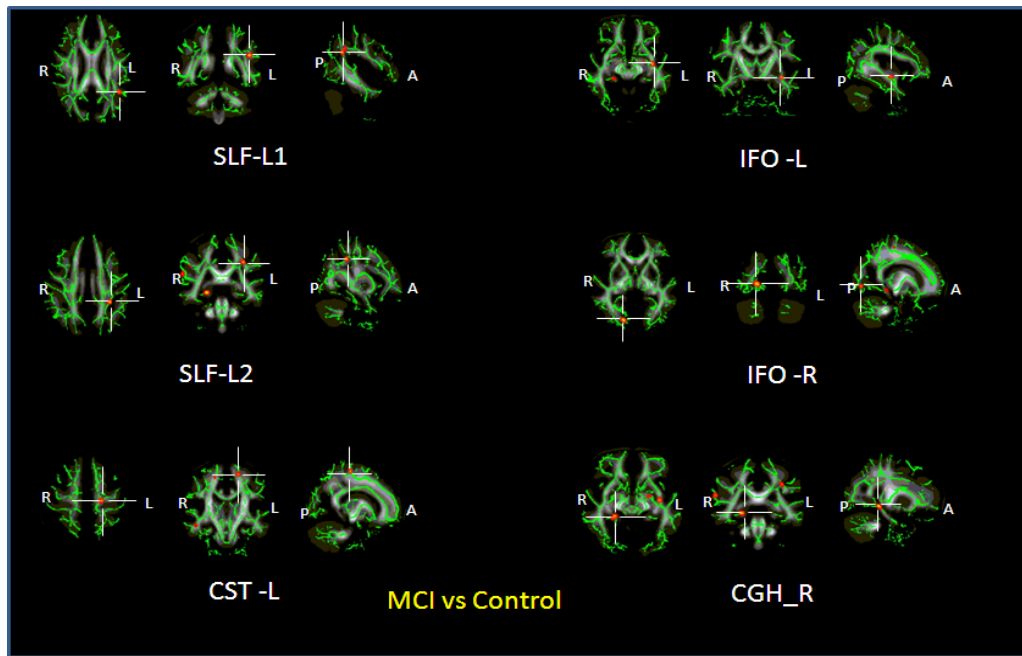 R L R L P A
SLF-L1
R L R L P A
IFO -L
R L R L P A
SLF-L2
R L R L P A
IFO -R
R L R L P A
CST -L
R L R L P A
CGH_R
MCI vs Control